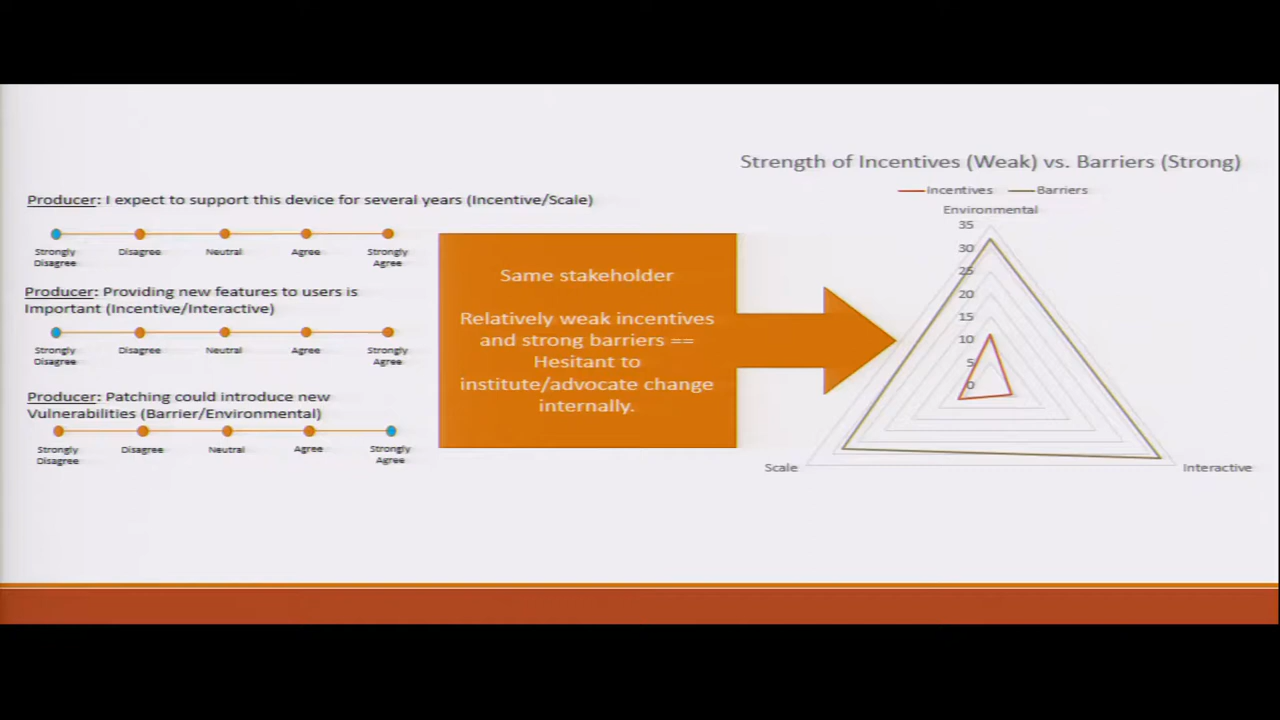 Producer: I expect to support this device for several years (Incentive/Scale)
Strongly Disagree Disagree Neutral Agree Strongly Agree
Producer: Providing new features to users is
Important (Incentive/Interactive)
Strongly Disagree Disagree Neutral Agree Strongly Agree
Producer: Patching could introduce new
Vulnerabilities (Barrier/Environmental)
Strongly Disagree Disagree Neutral Agree Strongly Agree
Same stakeholder
Relatively weak incentives
and strong barriers ==
Hesitant to
institute/advocate change
internally.
Strength of Incentives (Weak) vs. Barriers (Strong)
Incentives Barriers
Environmental
35
30
25
20
15
10
5
0
Scale
Interactive